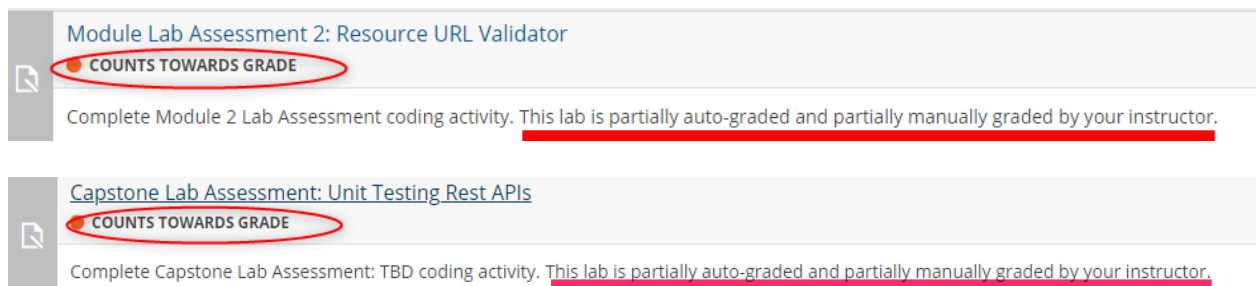 Module Lab Assessment 2: Resource URL Validator
COUNTS TOWARDS GRADE
Complete Module 2 Lab Assessment coding activity. This lab is partially auto-graded and partially manually graded by your instructor.
Capstone Lab Assessment: Unit Testing Rest APIs
COUNTS TOWARDS GRADE
Complete Capstone Lab Assessment: TBD coding activity. This lab is partially auto-graded and partially manually graded by your instructor.